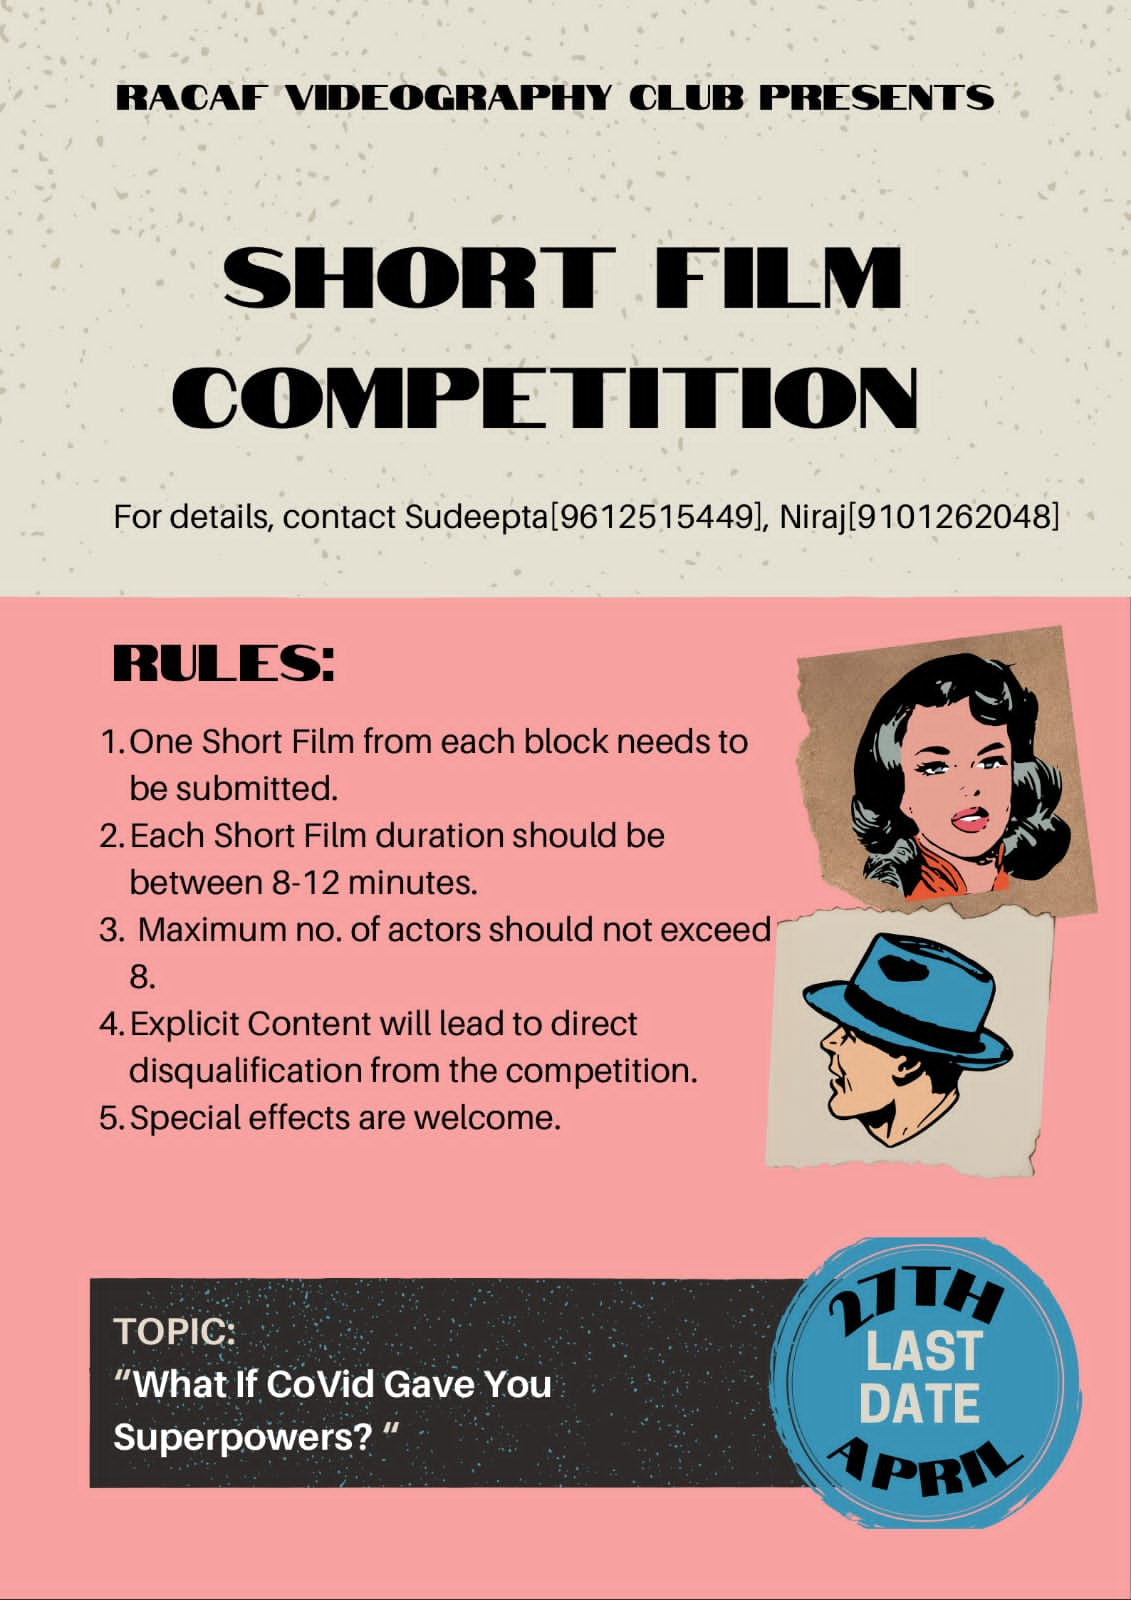 RACAF VIDEOGRAPHY CLUB PRESENTS
SHORT FILM
COMPETITION
For details, contact Sudeepta[9612515449], Niraj[9101262048]
RULES:
1. One Short Film from each block needs to
be submitted.
2. Each Short Film duration should be
between 8-12 minutes.
3. Maximum no. of actors should not exceed
8.
4. Explicit Content will lead to direct
disqualification from the competition.
5. Special effects are welcome.
TOPIC:
“What If CoVid Gave You
Superpowers? “
27TH
LAST
DATE
APRIL